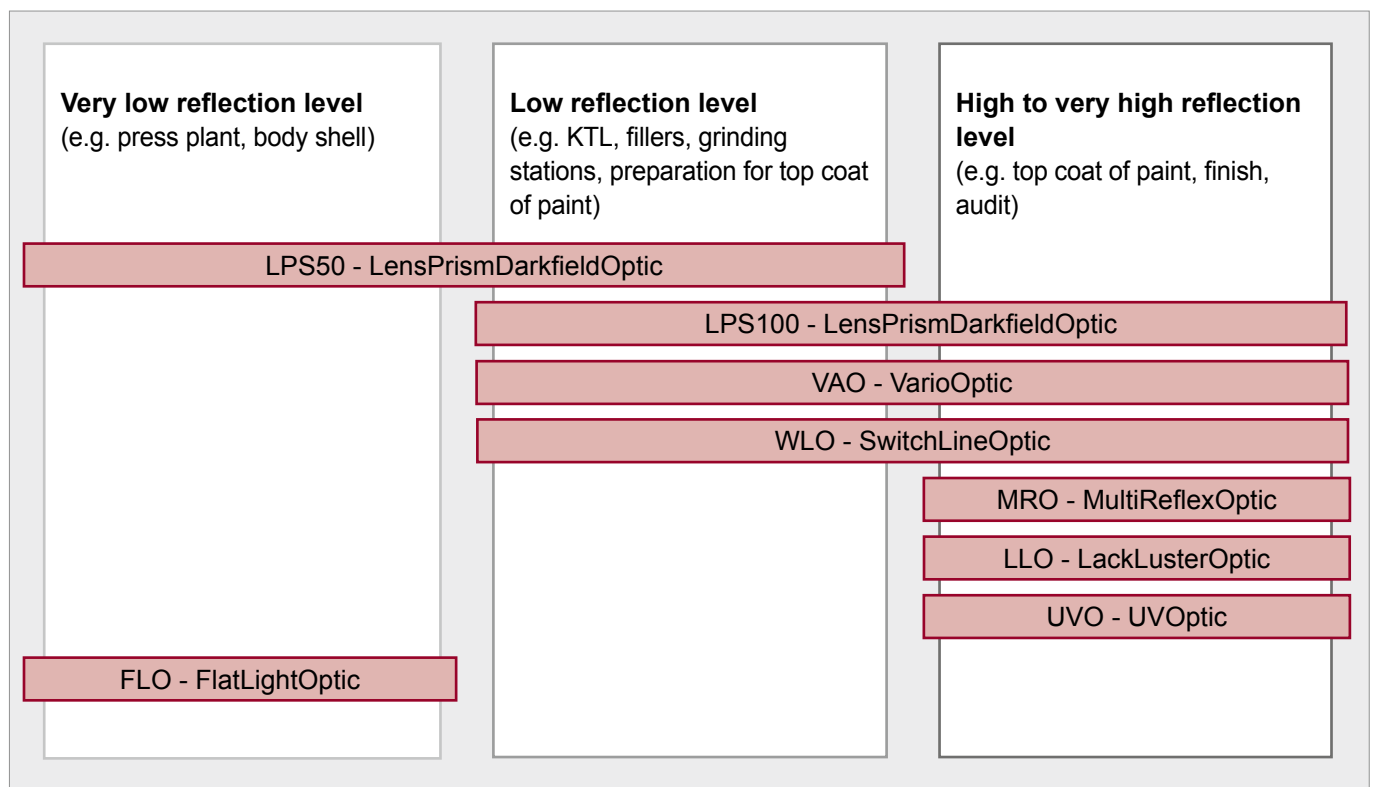 Very low reflection level
(e.g. press plant, body shell)
Low reflection level
(e.g. KTL, fillers, grinding
stations, preparation for top coat
of paint)
High to very high reflection
level
(e.g. top coat of paint, finish,
audit)
LPS50 - LensPrismDarkfieldOptic
LPS100 - LensPrismDarkfieldOptic
VAO - VarioOptic
WLO - SwitchLineOptic
MRO - MultiReflexOptic
LLO - LackLusterOptic
UVO - UVOptic
FLO - FlatLightOptic